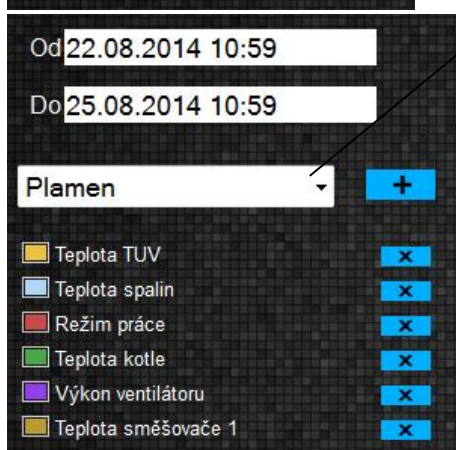 Od 22.08.2014 10:59
Do 25.08.2014 10:59
Plamen +
Teplota TUV x
Teplota spalin x
Režim práce x
Teplota kotle x
Výkon ventilátoru x
Teplota směšovače 1 x